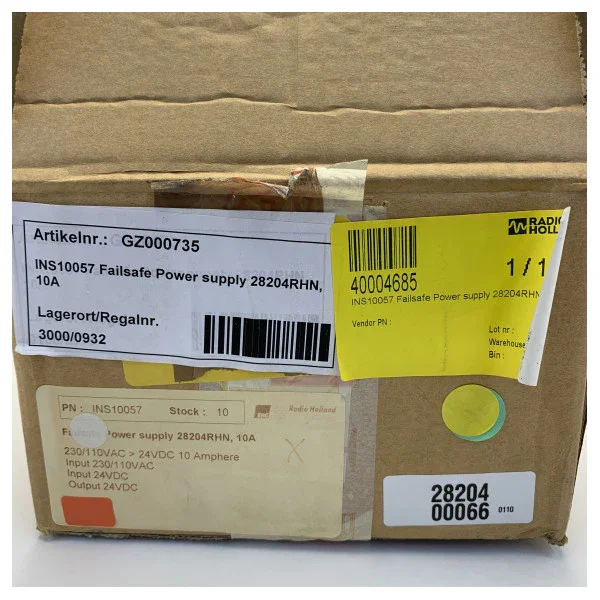 Artikelnr.: GZ000735
INS10057 Failsafe Power supply 28204RHN,
10A
Lagerort/Regalnr.
3000/0932
RADIO
HOLL
40004685
1 / 1
INS10057 Failsafe Power supply 28204RHN
Vendor PN :
Lot nr :
Warehouse
Bin :
PN : INS10057 Stock : 10
Radio Holland
Failsafe Power supply 28204RHN, 10A
230/110VAC > 24VDC 10 Amphere
Input 230/110VAC
Input 24VDC
Output 24VDC
X
28204
00066 0110